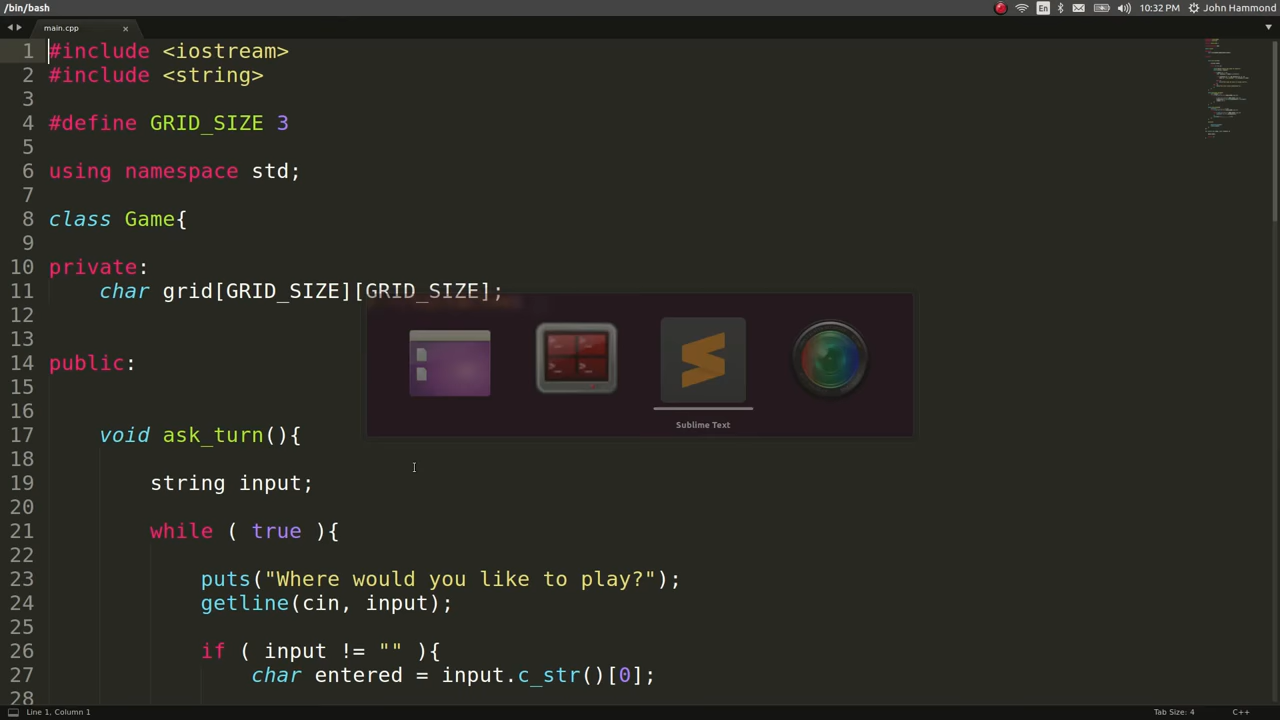 /bin/bash
En
10:32 PM
John Hammond
main.cpp
1 #include <iostream>
2 #include <string>
3
4 #define GRID_SIZE 3
5
6 using namespace std;
7
8 class Game{
9
10 private:
11 char grid[GRID_SIZE][GRID_SIZE];
12
13
14 public:
15
16
17 void ask_turn(){
18
19 string input;
20
21 while ( true ){
22
23 puts("Where would you like to play?");
24 getline(cin, input);
25
26 if ( input != "" ){
27 char entered = input.c_str()[0];
28
Sublime Text
Line 1, Column 1
Tab Size: 4
C++